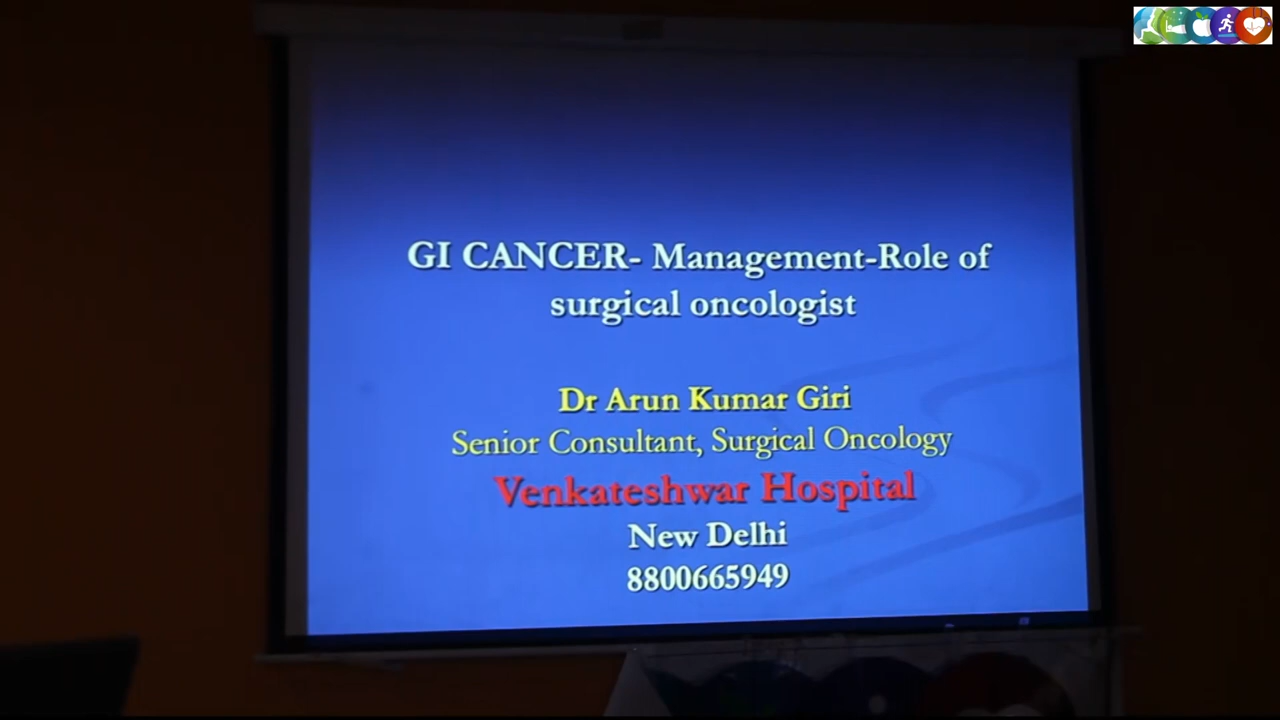 GI CANCER- Management-Role of
surgical oncologist
Dr Arun Kumar Giri
Senior Consultant, Surgical Oncology
Venkateshwar Hospital
New Delhi
8800665949